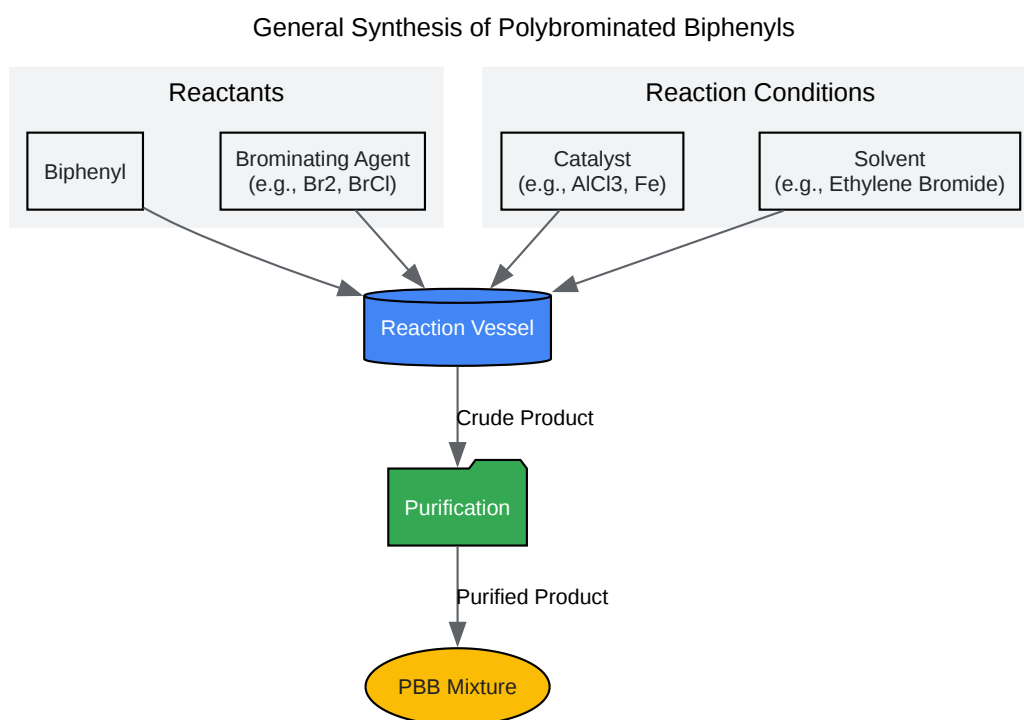 General Synthesis of Polybrominated Biphenyls
Reactants
Reaction Conditions
Biphenyl
Brominating Agent
(e.g., Br2, BrCl)
Catalyst
(e.g., AlCl3, Fe)
Solvent
(e.g., Ethylene Bromide)
Reaction Vessel
Crude Product
Purification
Purified Product
PBB Mixture